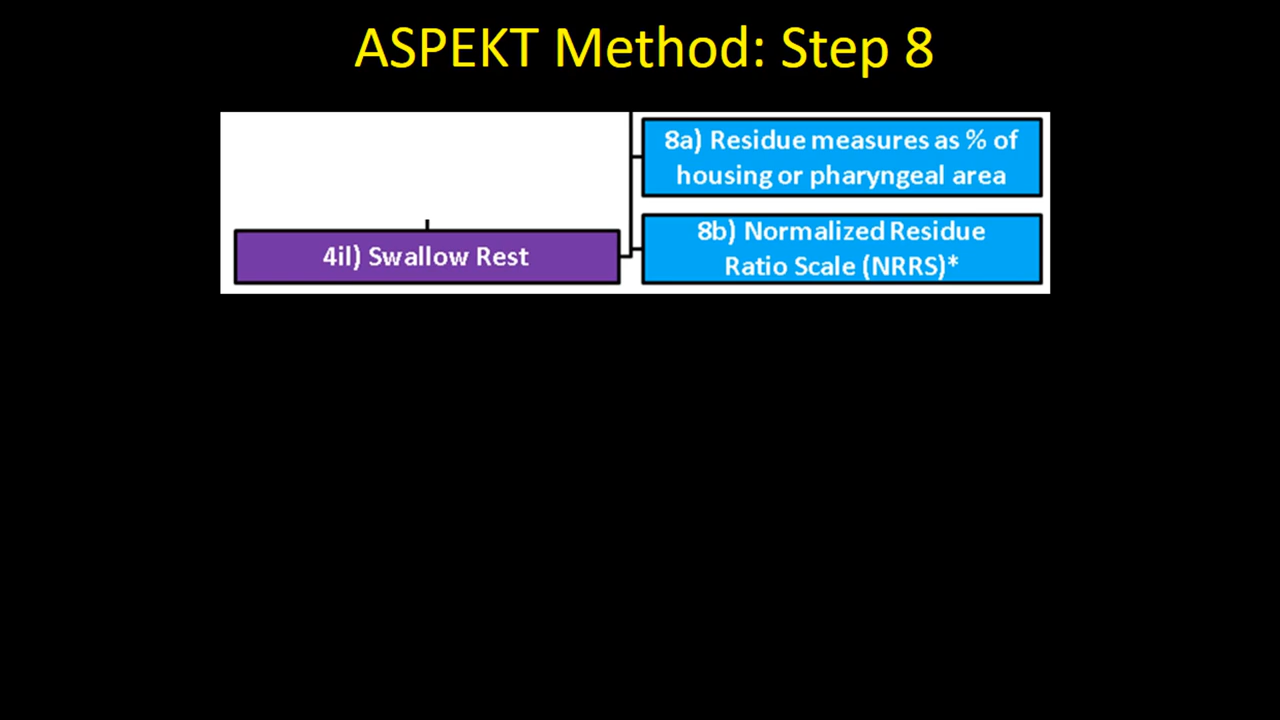 ASPEKT Method: Step 8
8a) Residue measures as % of
housing or pharyngeal area
4il) Swallow Rest
8b) Normalized Residue
Ratio Scale (NRRS)*